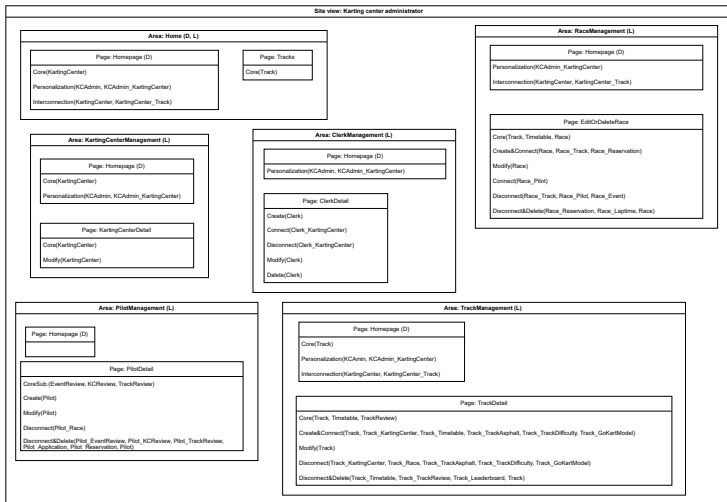 Site view: Karting center administrator
Area: Home (D, L)
Page: Homepage (D)
Core(KartingCenter)
Personalization(KCAdmin, KCAdmin_KartingCenter)
Interconnection(KartingCenter, KartingCenter_Track)
Page: Tracks
Core(Track)
Area: RaceManagement (L)
Page: Homepage (D)
Personalization(KCAdmin_KartingCenter)
Interconnection(KartingCenter, KartingCenter_Track)
Page: EditOrDeleteRace
Core(Track, Timetable, Race)
Create&Connect(Race, Race_Track, Race_Reservation)
Modify(Race)
Connect(Race_Pilot)
Disconnect(Race_Track, Race_Pilot, Race_Event)
Disconnect&Delete(Race_Reservation, Race_Laptime, Race)
Area: KartingCenterManagement (L)
Page: Homepage (D)
Core(KartingCenter)
Personalization(KCAdmin, KCAdmin_KartingCenter)
Page: KartingCenterDetail
Core(KartingCenter)
Modify(KartingCenter)
Area: ClerkManagement (L)
Page: Homepage (D)
Personalization(KCAdmin, KCAdmin_KartingCenter)
Page: ClerkDetail
Create(Clerk)
Connect(Clerk_KartingCenter)
Disconnect(Clerk_KartingCenter)
Modify(Clerk)
Delete(Clerk)
Area: PilotManagement (L)
Page: Homepage (D)
Page: PilotDetail
CoreSub.(EventReview, KCReview, TrackReview)
Create(Pilot)
Modify(Pilot)
Disconnect(Pilot_Race)
Disconnect&Delete(Pilot_EventReview, Pilot_KCReview, Pilot_TrackReview,
Pilot_Application, Pilot_Reservation, Pilot)
Area: TrackManagement (L)
Page: Homepage (D)
Core(Track)
Personalization(KCAmin, KCAdmin_KartingCenter)
Interconnection(KartingCenter, KartingCenter_Track)
Page: TrackDetail
Core(Track, Timetable, TrackReview)
Create&Connect(Track, Track_KartingCenter, Track_Timetable, Track_TrackAsphalt, Track_TrackDifficulty, Track_GoKartModel)
Modify(Track)
Disconnect(Track_KartingCenter, Track_Race, Track_TrackAsphalt, Track_TrackDifficulty, Track_GoKartModel)
Disconnect&Delete(Track_Timetable, Track_TrackReview, Track_Leaderboard, Track)